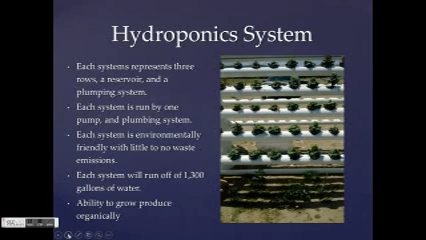 Hydroponics System
Each systems represents three
rows, a reservoir, and a
plumping system.
Each system is run by one
pump, and plumbing system.
Each system is environmentally
friendly with little to no waste
emissions.
Each system will run off of 1,300
gallons of water.
Ability to grow produce
organically